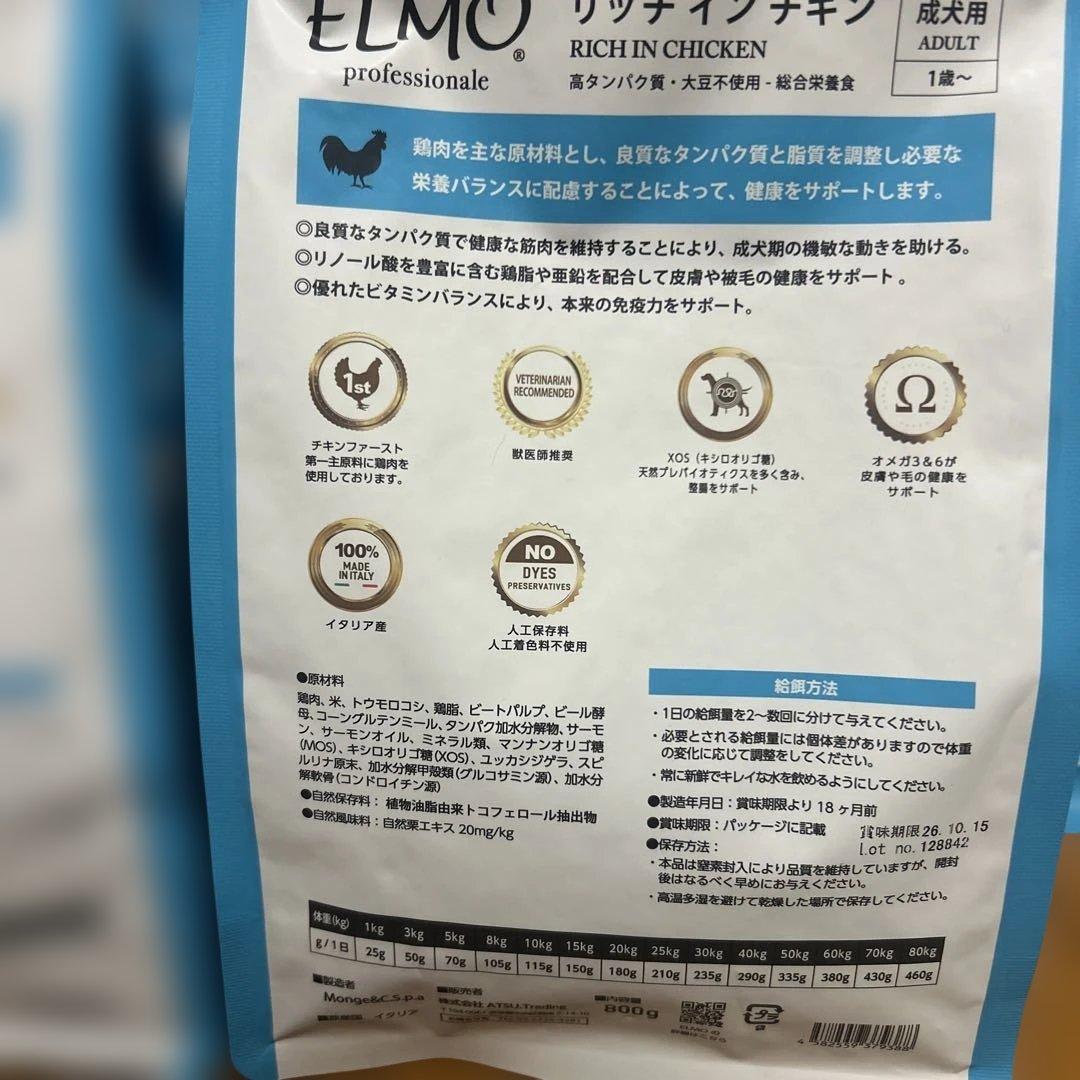 ELMO®
professionale
リッチ イン チキン
RICH IN CHICKEN
高タンパク質・大豆不使用 - 総合栄養食
成犬用
ADULT
1歳～
鶏肉を主な原材料とし、良質なタンパク質と脂質を調整し必要な
栄養バランスに配慮することによって、健康をサポートします。
◎良質なタンパク質で健康な筋肉を維持することにより、成犬期の機敏な動きを助ける。
◎リノール酸を豊富に含む鶏脂や亜鉛を配合して皮膚や被毛の健康をサポート。
◎優れたビタミンバランスにより、本来の免疫力をサポート。
1st
チキンファースト
第一主原料に鶏肉を
使用しております。
VETERINARIAN
RECOMMENDED
獣医師推奨
XOS（キシロオリゴ糖）
天然プレバイオティクスを多く含み、
整腸をサポート
Ω
オメガ3＆6が
皮膚や毛の健康を
サポート
100%
MADE
IN ITALY
イタリア産
NO
DYES
PRESERVATIVES
人工保存料
人工着色料不使用
●原材料
鶏肉、米、トウモロコシ、鶏脂、ビートパルプ、ビール酵
母、コーングルテンミール、タンパク加水分解物、サーモ
ン、サーモンオイル、ミネラル類、マンナンオリゴ糖
(MOS)、キシロオリゴ糖(XOS)、ユッカシジゲラ、スピ
ルリナ原末、加水分解甲殻類(グルコサミン源)、加水分
解軟骨(コンドロイチン源)
●自然保存料：植物油脂由来トコフェロール抽出物
●自然風味料：自然栗エキス 20mg/kg
給餌方法
・1日の給餌量を2～数回に分けて与えてください。
・必要とされる給餌量には個体差がありますので体重
の変化に応じて調整をしてください。
・常に新鮮でキレイな水を飲めるようにしてください。
●製造年月日：賞味期限より 18 ヶ月前
●賞味期限：パッケージに記載
賞味期限26.10.15
Lot no.128842
●保存方法：
・本品は窒素封入により品質を維持していますが、開封
後はなるべく早めにお与えください。
・高温多湿を避けて乾燥した場所で保存してください。
体重(kg) 1kg 3kg 5kg 8kg 10kg 15kg 20kg 25kg 30kg 40kg 50kg 60kg 70kg 80kg
g/1日 25g 50g 70g 105g 115g 150g 180g 210g 235g 290g 335g 380g 430g 460g
■製造者
Monge&C.S.p.a
イタリア
■販売者
株式会社 ATSU.Trading
■内容量
800g
ELMO の
プラ
4 582539 379388